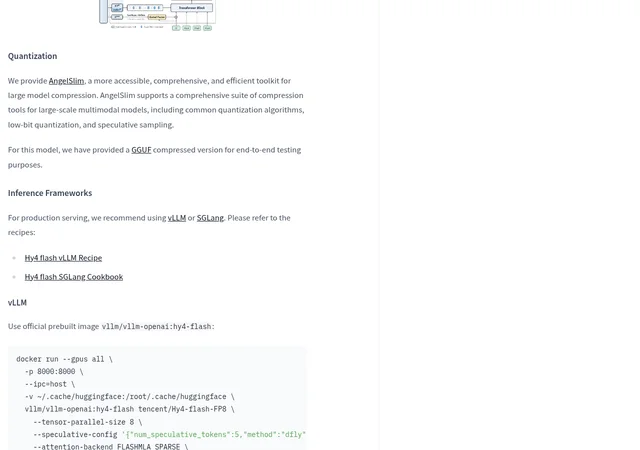 Quantization
We provide AngelSlim, a more accessible, comprehensive, and efficient toolkit for
large model compression. AngelSlim supports a comprehensive suite of compression
tools for large-scale multimodal models, including common quantization algorithms,
low-bit quantization, and speculative sampling.
For this model, we have provided a GGUF compressed version for end-to-end testing
purposes.
Inference Frameworks
For production serving, we recommend using vLLM or SGLang. Please refer to the
recipes:
Hy4 flash vLLM Recipe
Hy4 flash SGLang Cookbook
vLLM
Use official prebuilt image vllm/vllm-openai:hy4-flash:
docker run --gpus all \
-p 8000:8000 \
--ipc=host \
-v ~/.cache/huggingface:/root/.cache/huggingface \
vllm/vllm-openai:hy4-flash tencent/Hy4-flash-FP8 \
--tensor-parallel-size 8 \
--speculative-config '{"num_speculative_tokens":5,"method":"dfly"
--attention-backend FLASHMLA_SPARSE \